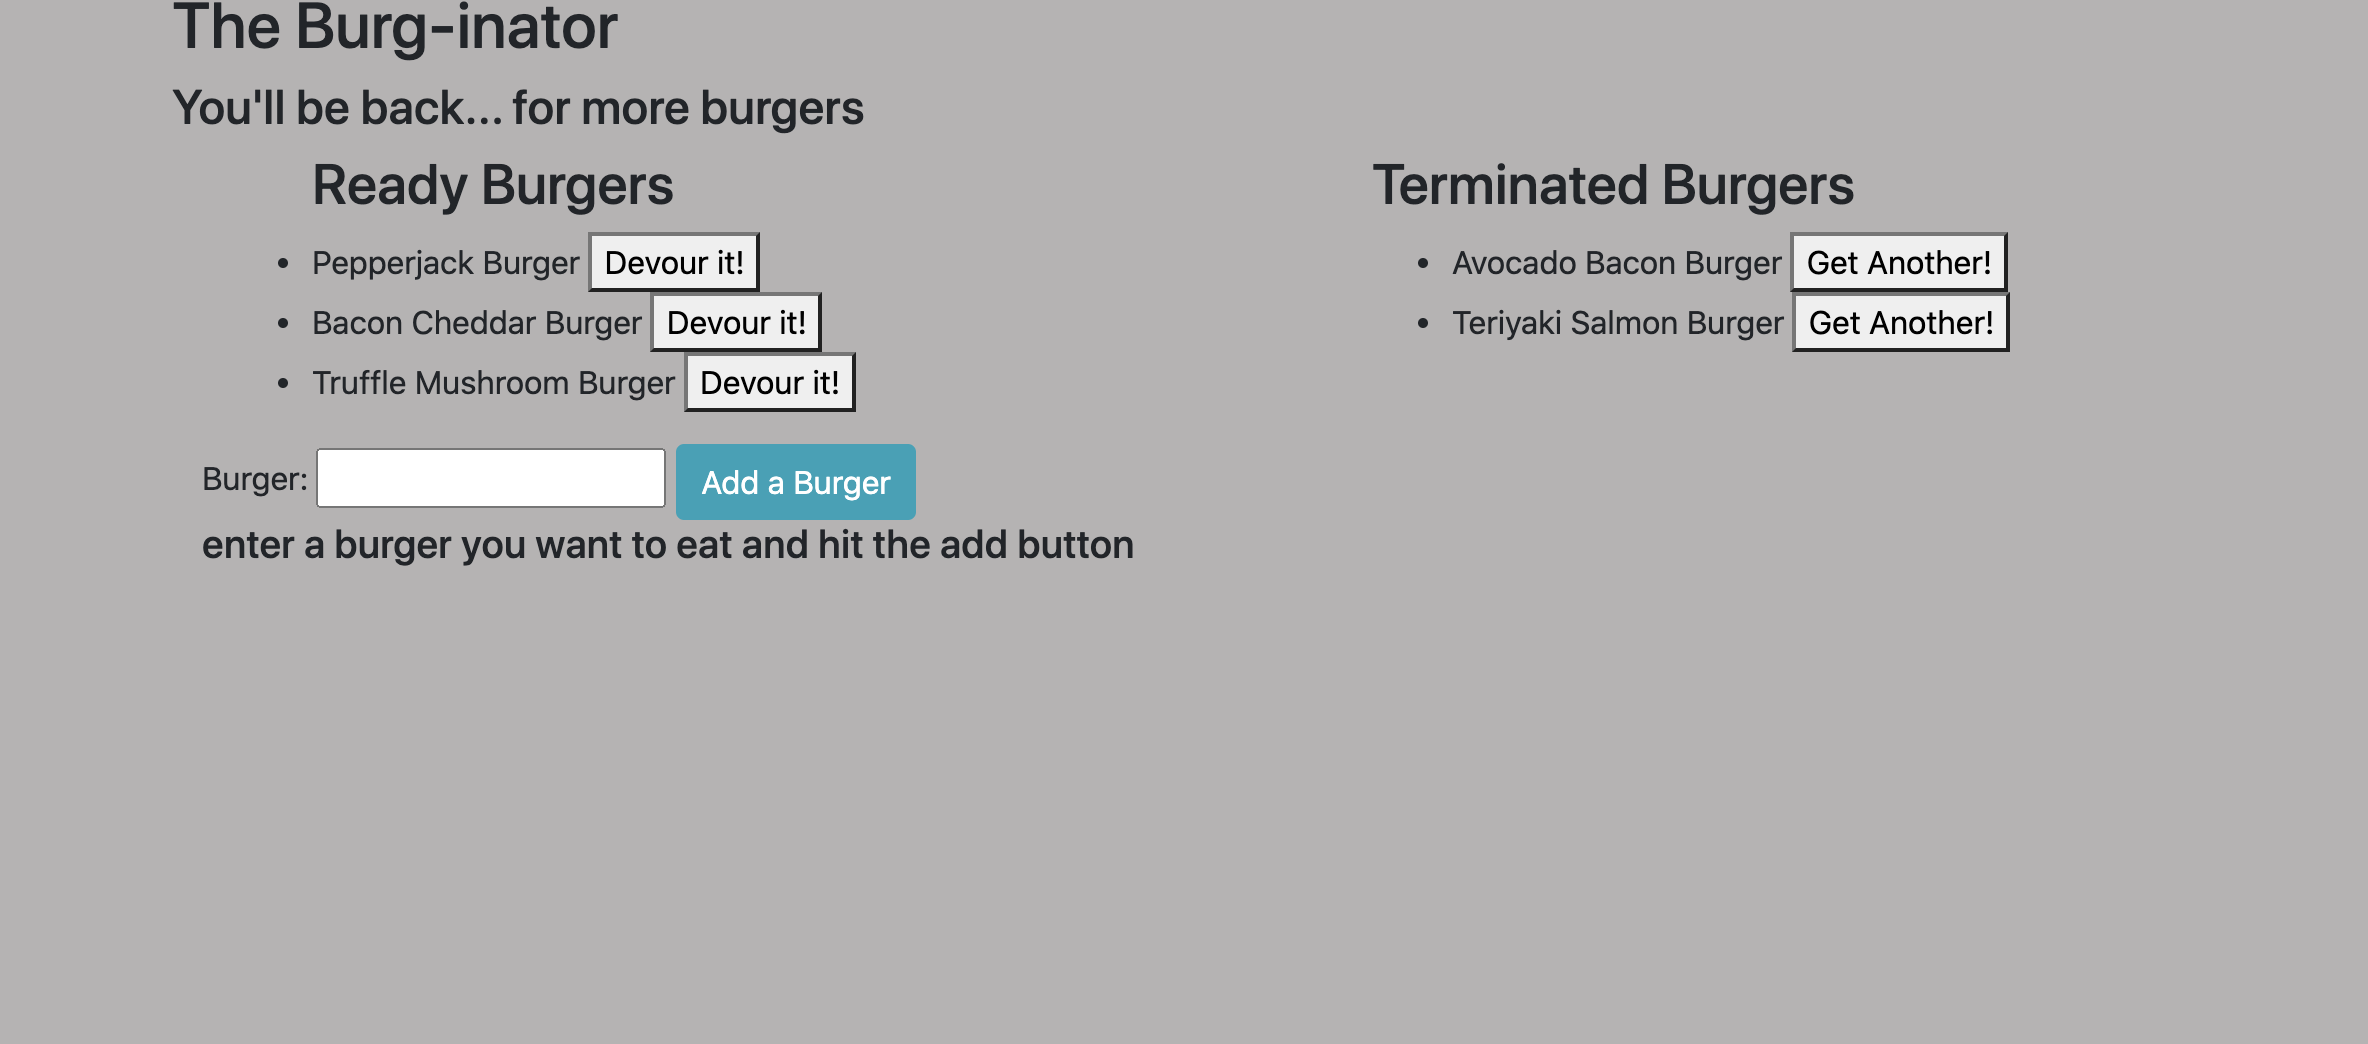 The Burg-inator
You'll be back... for more burgers
Ready Burgers
Pepperjack Burger Devour it!
Bacon Cheddar Burger Devour it!
Truffle Mushroom Burger Devour it!
Terminated Burgers
Avocado Bacon Burger Get Another!
Teriyaki Salmon Burger Get Another!
Burger: Add a Burger
enter a burger you want to eat and hit the add button